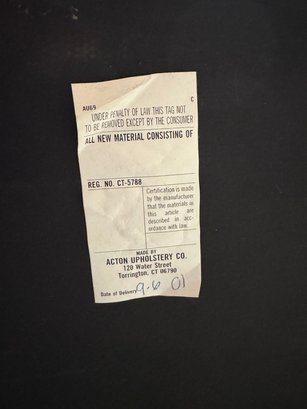 AU69 C
UNDER PENALTY OF LAW THIS TAG NOT
TO BE REMOVED EXCEPT BY THE CONSUMER
ALL NEW MATERIAL CONSISTING OF
REG. NO. CT-5788
Certification is made
by the manufacturer
that the materials in
this article are
described in acc-
ordance with law.
MADE BY
ACTON UPHOLSTERY CO.
120 Water Street
Torrington, CT 06790
Date of Delivery 9-6 01